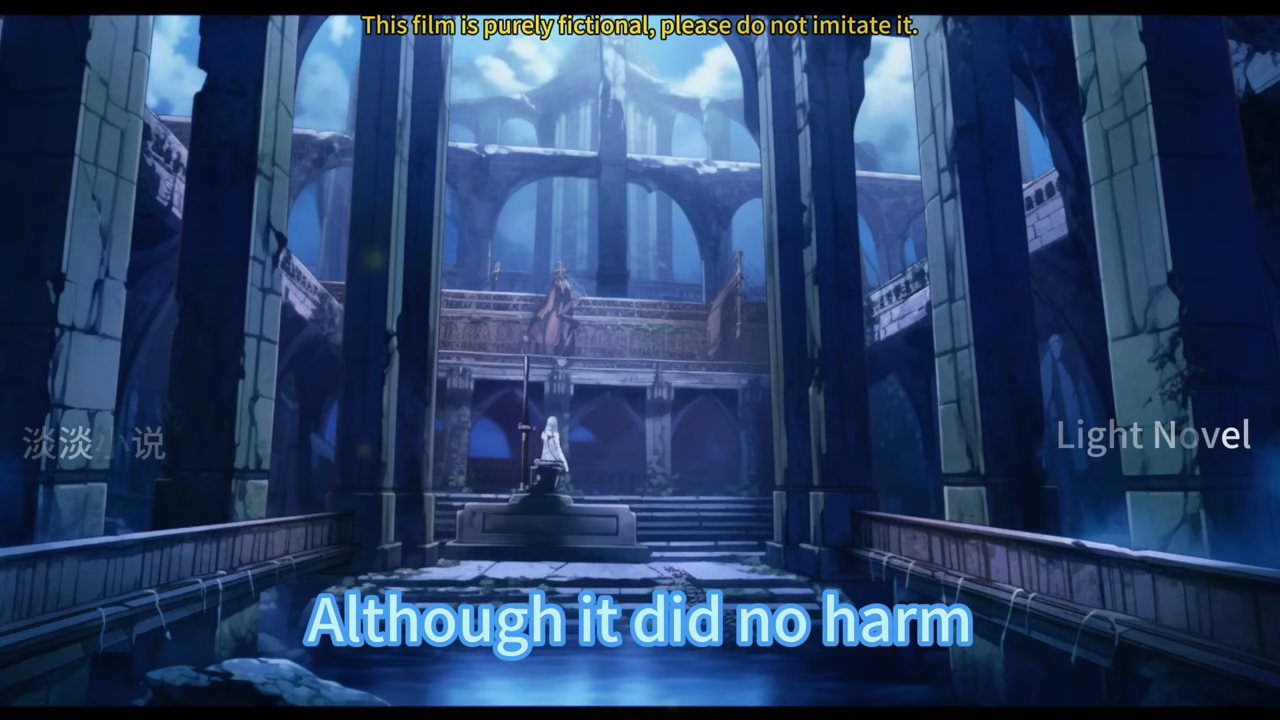 This film is purely fictional, please do not imitate it.
淡淡小说
Light Novel
Although it did no harm